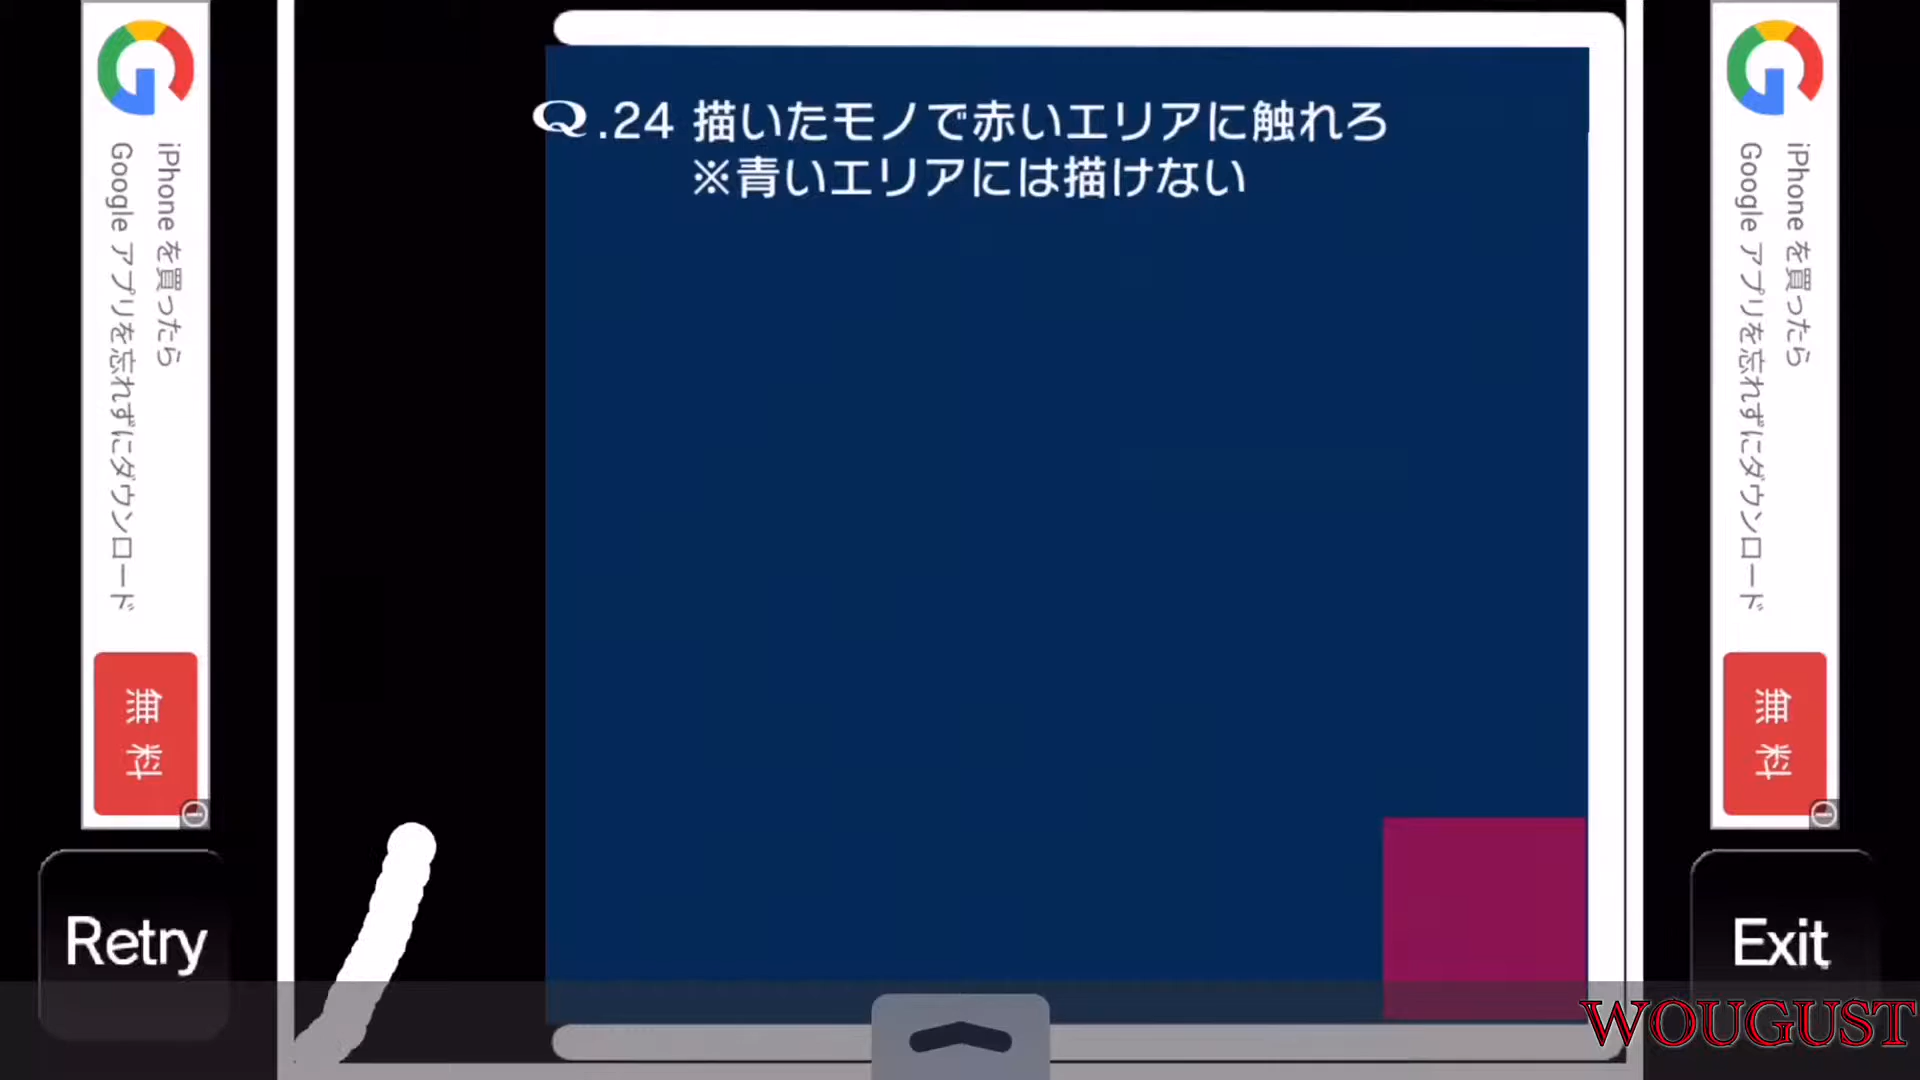 Q.24 描いたモノで赤いエリアに触れろ
※青いエリアには描けない
iPhone を買ったら
Google アプリを忘れずにダウンロード
無料
Retry
iPhone を買ったら
Google アプリを忘れずにダウンロード
無料
Exit
WOUGUST